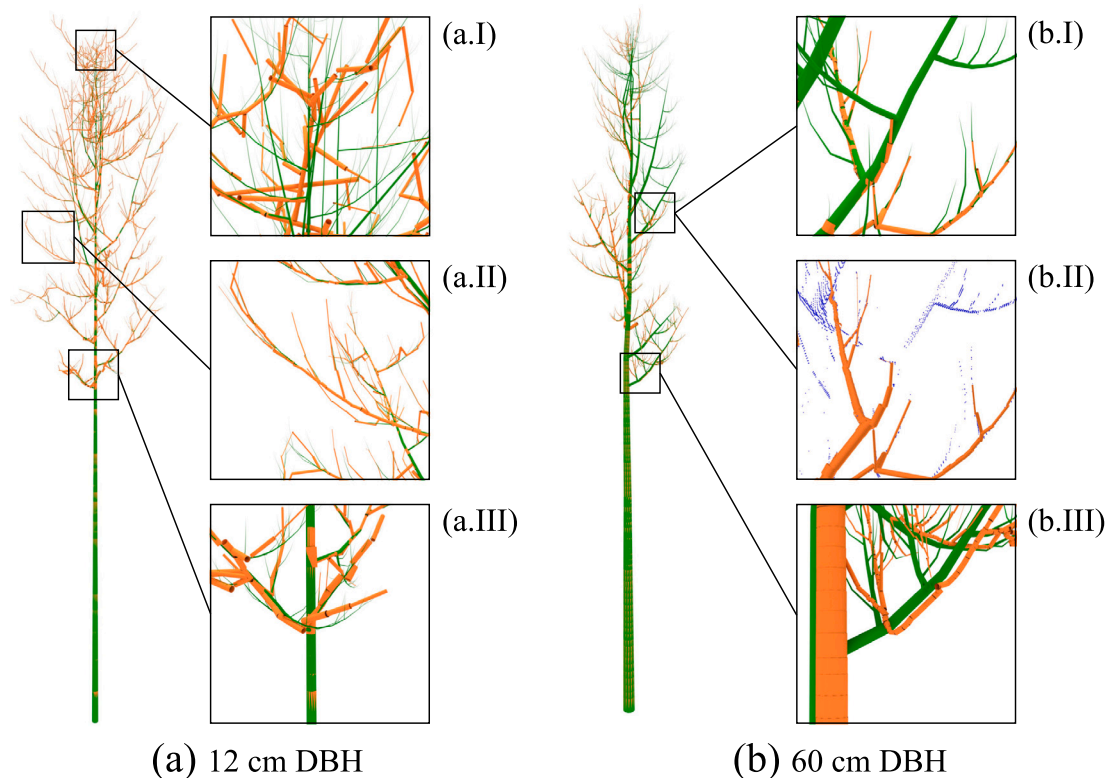 (a.I)
(a.II)
(a.III)
(b.I)
(b.II)
(b.III)
(a) 12 cm DBH
(b) 60 cm DBH